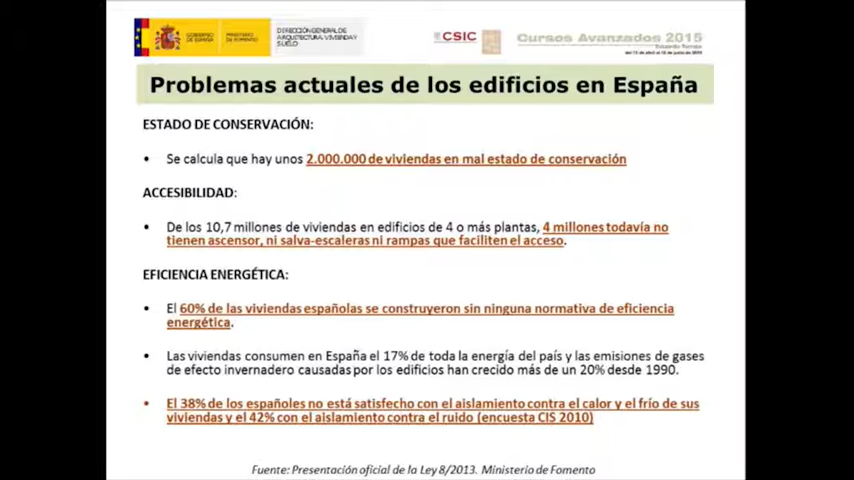 GOBIERNO
DE ESPAÑA
MINISTERIO
DE FOMENTO
DIRECCIÓN GENERAL DE
ARQUITECTURA, VIVIENDA Y
SUELO
CSIC
Cursos Avanzados 2015
Eduardo Torroja
Problemas actuales de los edificios en España
ESTADO DE CONSERVACIÓN:
• Se calcula que hay unos 2.000.000 de viviendas en mal estado de conservación
ACCESIBILIDAD:
• De los 10,7 millones de viviendas en edificios de 4 o más plantas, 4 millones todavía no
tienen ascensor, ni salva-escaleras ni rampas que faciliten el acceso.
EFICIENCIA ENERGÉTICA:
• El 60% de las viviendas españolas se construyeron sin ninguna normativa de eficiencia
energética.
• Las viviendas consumen en España el 17% de toda la energía del país y las emisiones de gases
de efecto invernadero causadas por los edificios han crecido más de un 20% desde 1990.
• El 38% de los españoles no está satisfecho con el aislamiento contra el calor y el frío de sus
viviendas y el 42% con el aislamiento contra el ruido (encuesta CIS 2010)
Fuente: Presentación oficial de la Ley 8/2013. Ministerio de Fomento